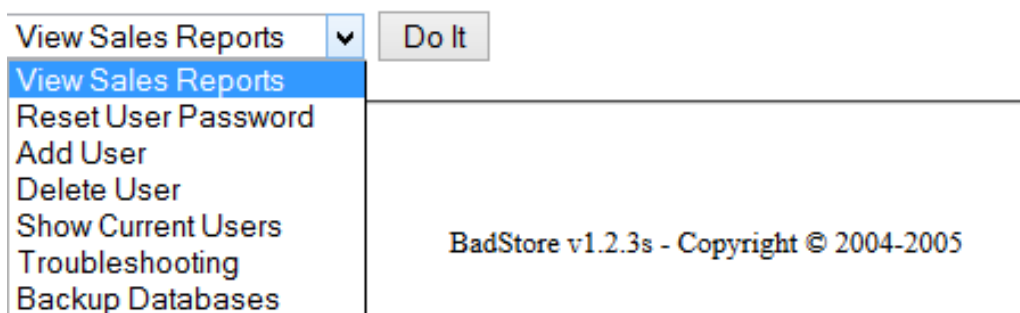 View Sales Reports Do It
View Sales Reports
Reset User Password
Add User
Delete User
Show Current Users
Troubleshooting
Backup Databases
BadStore v1.2.3s - Copyright © 2004-2005